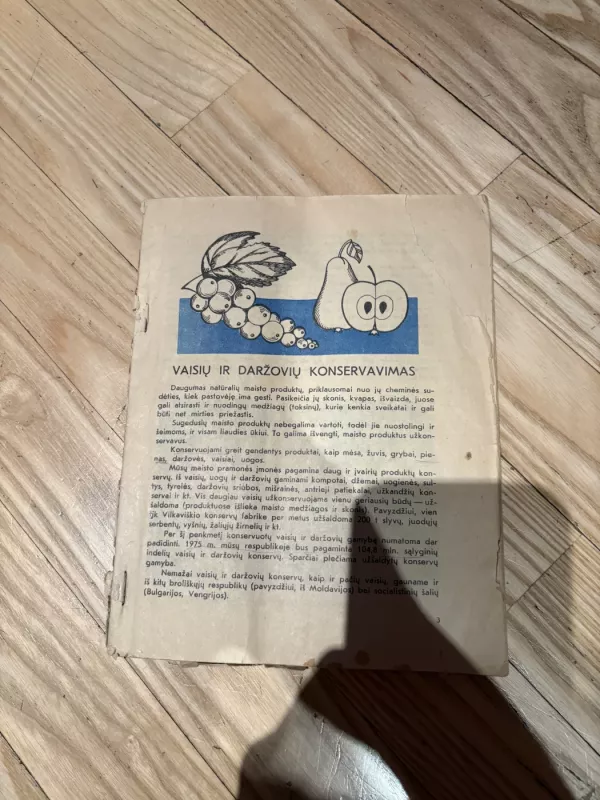 VAISIŲ IR DARŽOVIŲ KONSERVAVIMAS
Daugumas natūralių maisto produktų, priklausomai nuo jų cheminės su-
dėties, kiek pastovėję ima gesti. Pasikeičia jų skonis, kvapas, išvaizda, juose
gali atsirasti ir nuodingų medžiagų (toksinų), kurie kenkia sveikatai ir gali
būti net mirties priežastis.
Sugedusių maisto produktų nebegalima vartoti, todėl jie nuostolingi ir
šeimoms, ir visam liaudies ūkiui. To galima išvengti, maisto produktus užkon-
servavus.
Konservuojami greit gendantys produktai, kaip mėsa, žuvis, grybai, pie-
nas, daržovės, vaisiai, uogos.
Mūsų maisto pramonės įmonės pagamina daug ir įvairių produktų kon-
servų. Iš vaisių, uogų ir daržovių gaminami kompotai, džemai, uogienės, sul-
tys, tyrelės, daržovių sriubos, mišrainės, antrieji patiekalai, užkandžių kon-
servai ir kt. Vis daugiau vaisių užkonservuojame vienu geriausių būdų — už-
šaldoma (produktuose išlieka maisto medžiagos ir skonis). Pavyzdžiui, vien
tik Vilkaviškio konservų fabrike per metus užšaldoma 200 t slyvų, juodųjų
serbentų, vyšnių, žaliųjų žirnelių ir kt.
Per šį penkmetį konservuotų vaisių ir daržovių gamybą numatoma dar
padidinti. 1975 m. mūsų respublikoje bus pagaminta 104,8 mln. sąlyginių
indelių vaisių ir daržovių konservų. Sparčiai plečiama užšaldytų konservų
gamyba.
Nemažai vaisių ir daržovių konservų, kaip ir pačių vaisių, gauname ir
iš kitų broliškųjų respublikų (pavyzdžiui, iš Moldavijos) bei socialistinių šalių
(Bulgarijos, Vengrijos).
3